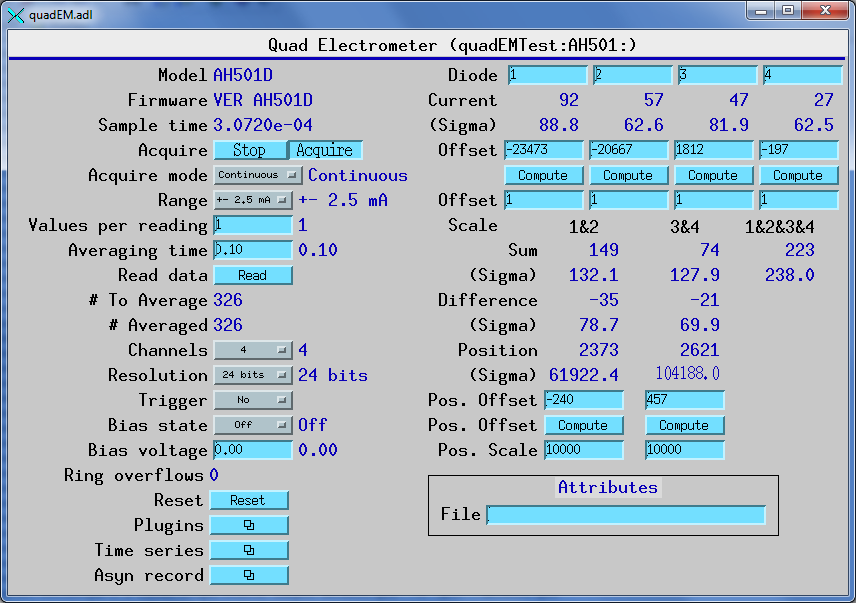 quadEM.adl
Quad Electrometer (quadEMTest:AH501:)
Model AH501D
Firmware VER AH501D
Sample time 3.0720e-04
Acquire Stop Acquire
Acquire mode Continuous Continuous
Range +- 2.5 mA +- 2.5 mA
Values per reading 1 1
Averaging time 0.10 0.10
Read data Read
# To Average 326
# Averaged 326
Channels 4 4
Resolution 24 bits 24 bits
Trigger No
Bias state Off Off
Bias voltage 0.00 0.00
Ring overflows 0
Reset Reset
Plugins
Time series
Asyn record
Diode 1 2 3 4
Current 92 57 47 27
(Sigma) 88.8 62.6 81.9 62.5
Offset -23473 -20667 1812 -197
Compute Compute Compute Compute
Offset 1 1 1 1
Scale 1&2 3&4 1&2&3&4
Sum 149 74 223
(Sigma) 132.1 127.9 238.0
Difference -35 -21
(Sigma) 78.7 69.9
Position 2373 2621
(Sigma) 61922.4 104188.0
Pos. Offset -240 457
Pos. Offset Compute Compute
Pos. Scale 10000 10000
Attributes
File